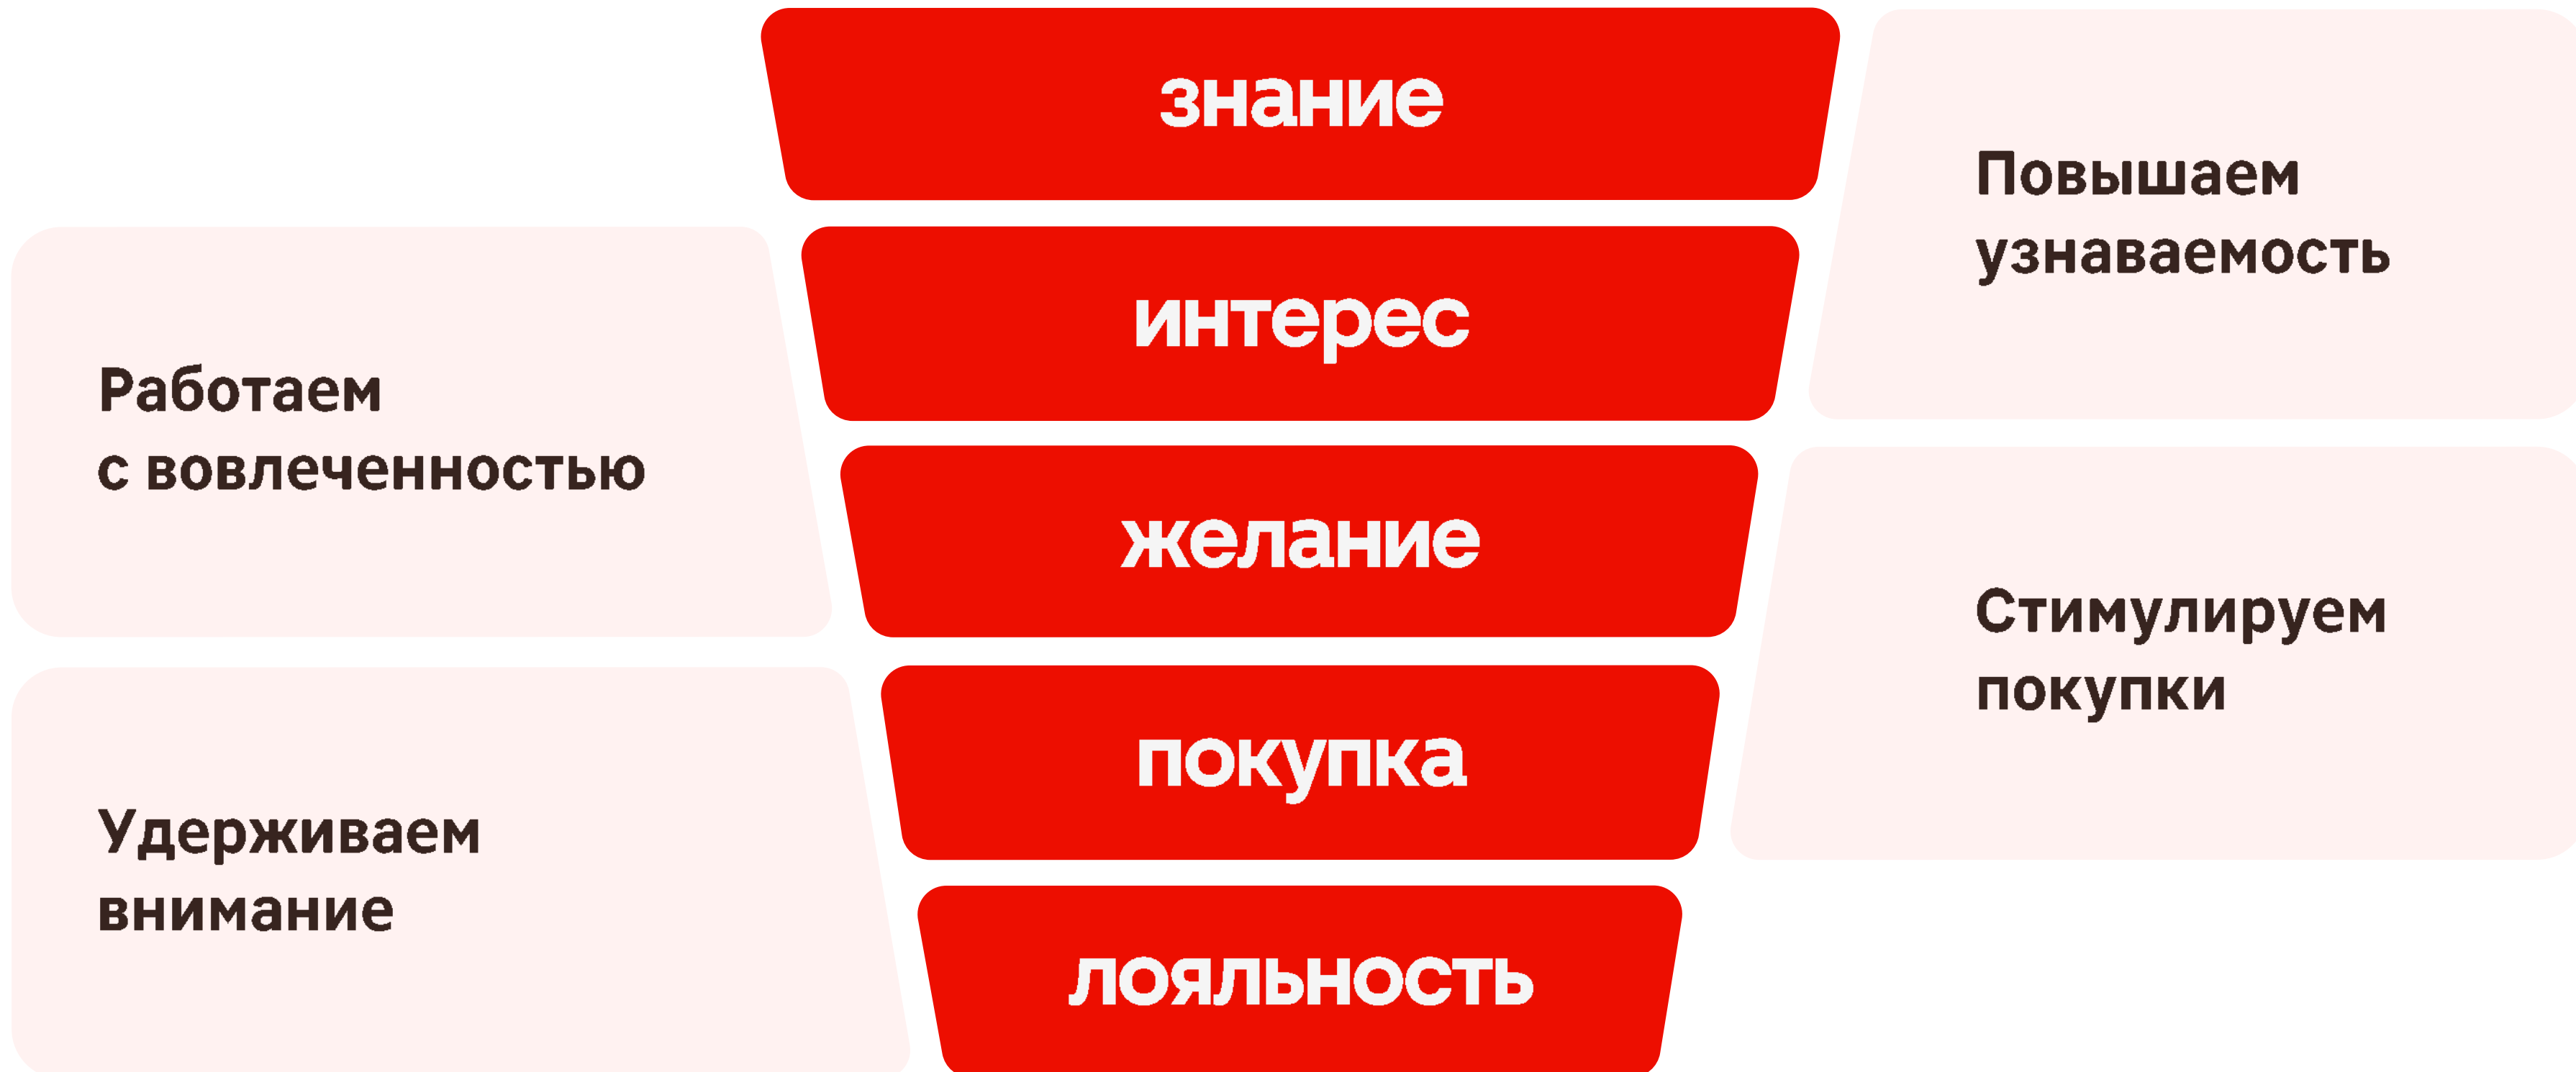 знание
Повышаем
узнаваемость
интерес
Работаем
с вовлеченностью
желание
Стимулируем
покупки
покупка
Удерживаем
внимание
лояльность